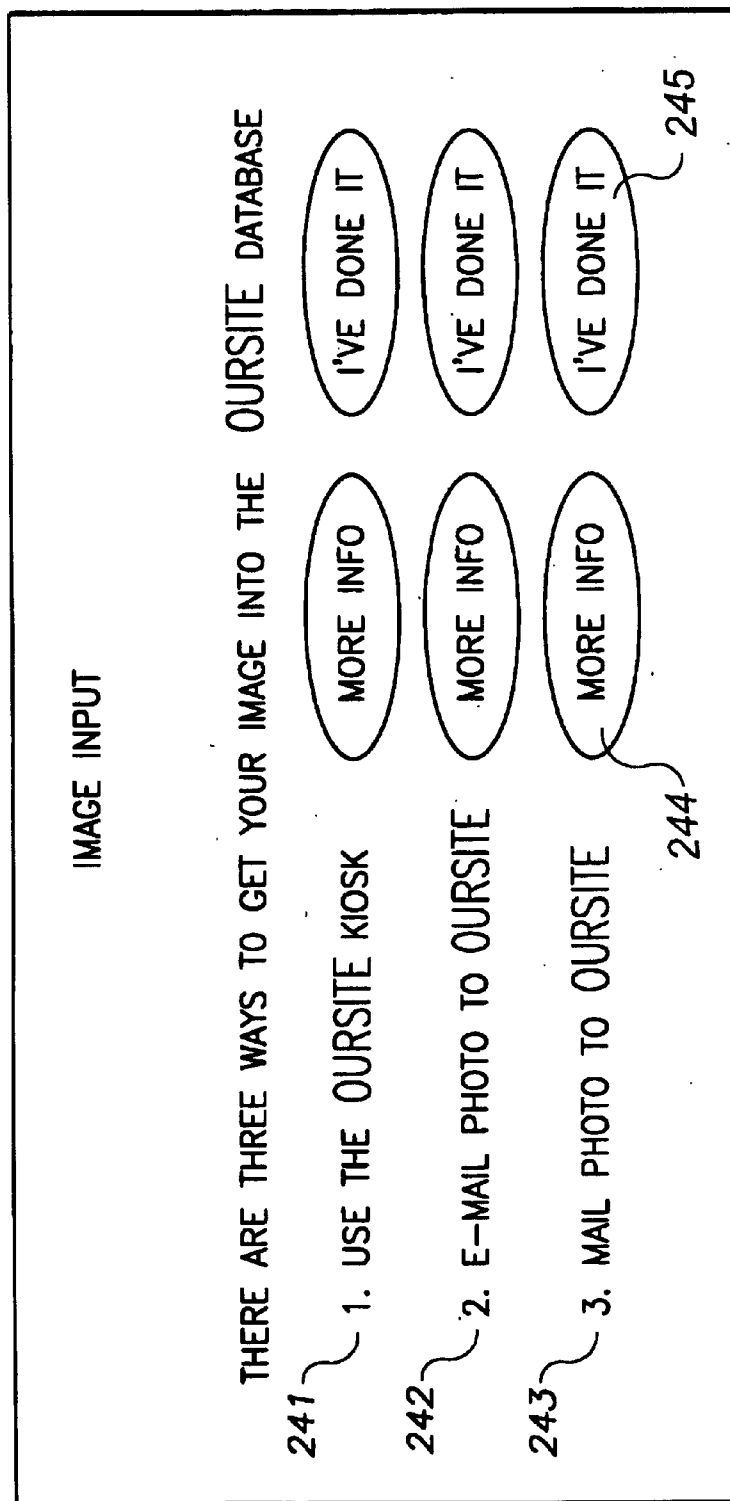 IMAGE INPUT
THERE ARE THREE WAYS TO GET YOUR IMAGE INTO THE OURSITE DATABASE
241 1. USE THE OURSITE KIOSK MORE INFO I'VE DONE IT
242 2. E-MAIL PHOTO TO OURSITE MORE INFO I'VE DONE IT
243 3. MAIL PHOTO TO OURSITE MORE INFO I'VE DONE IT
244 245